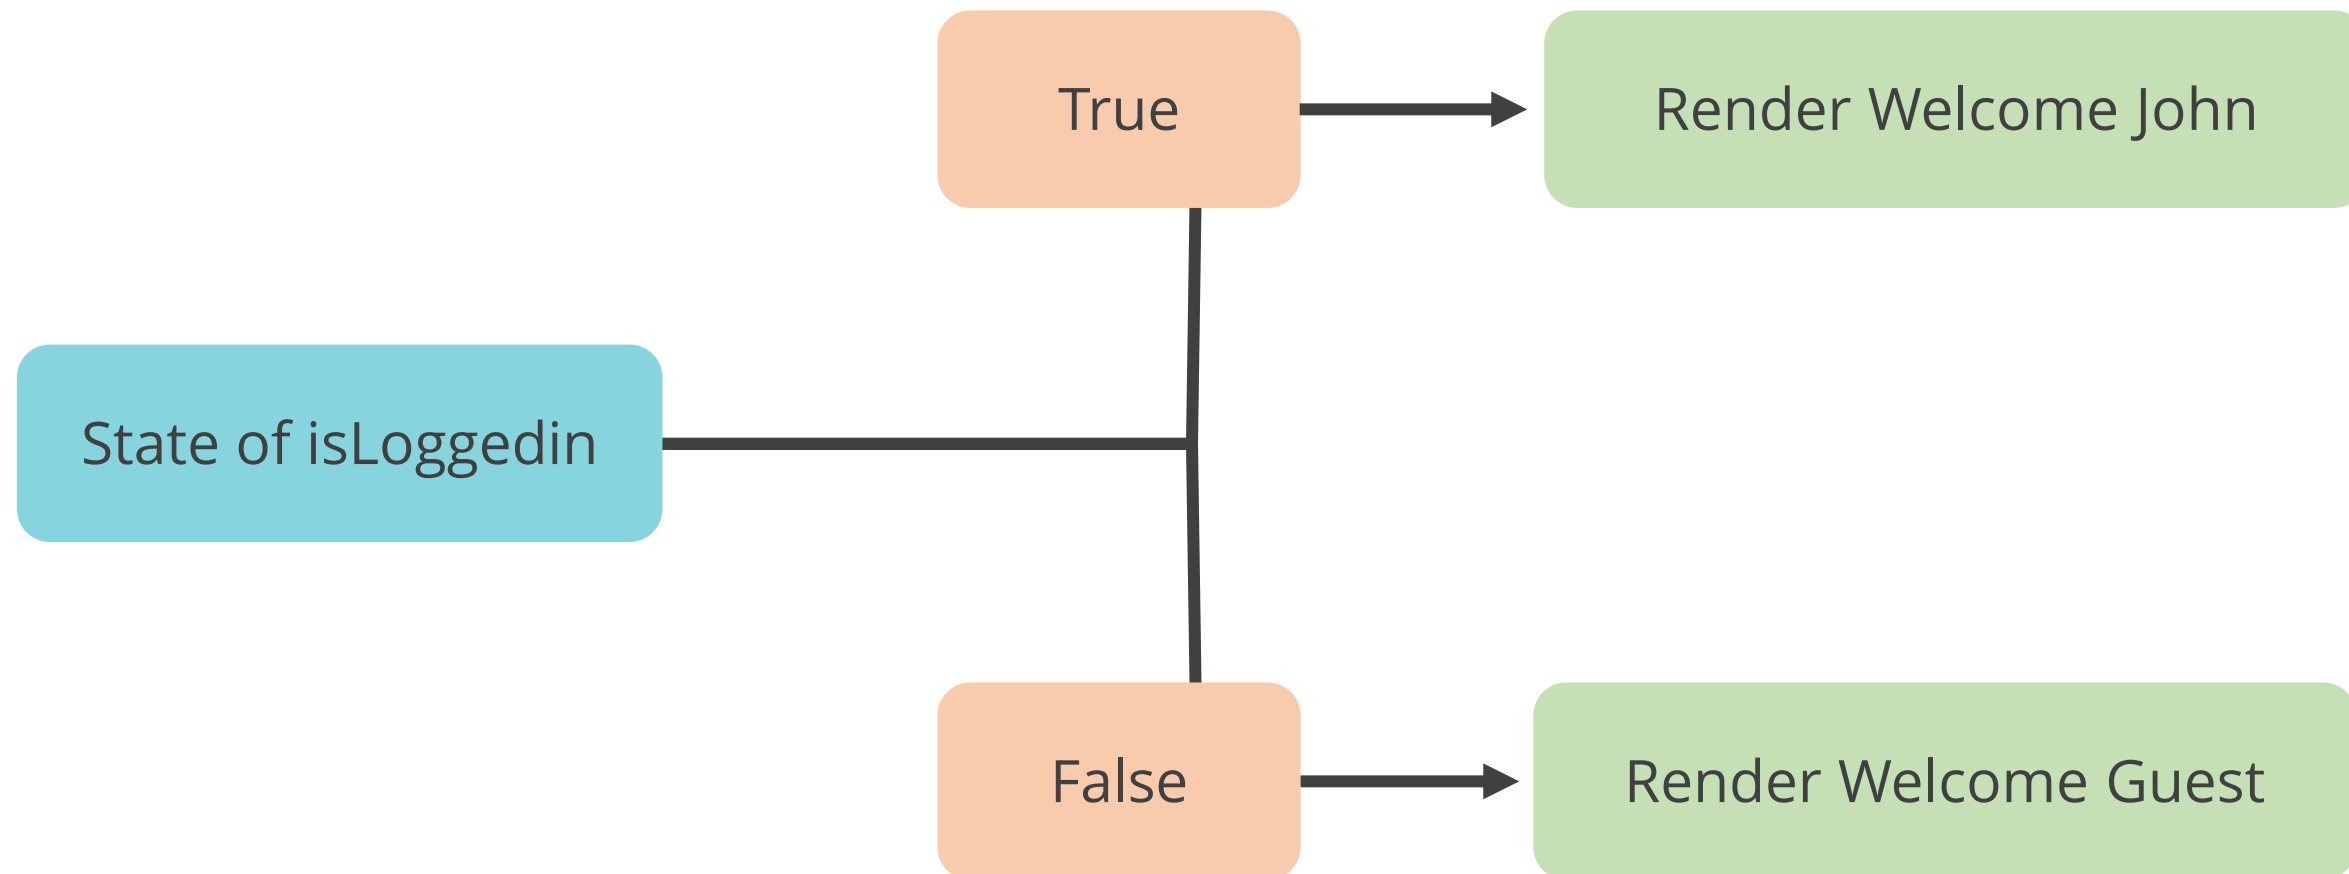 True
Render Welcome John
State of isLoggedin
False
Render Welcome Guest